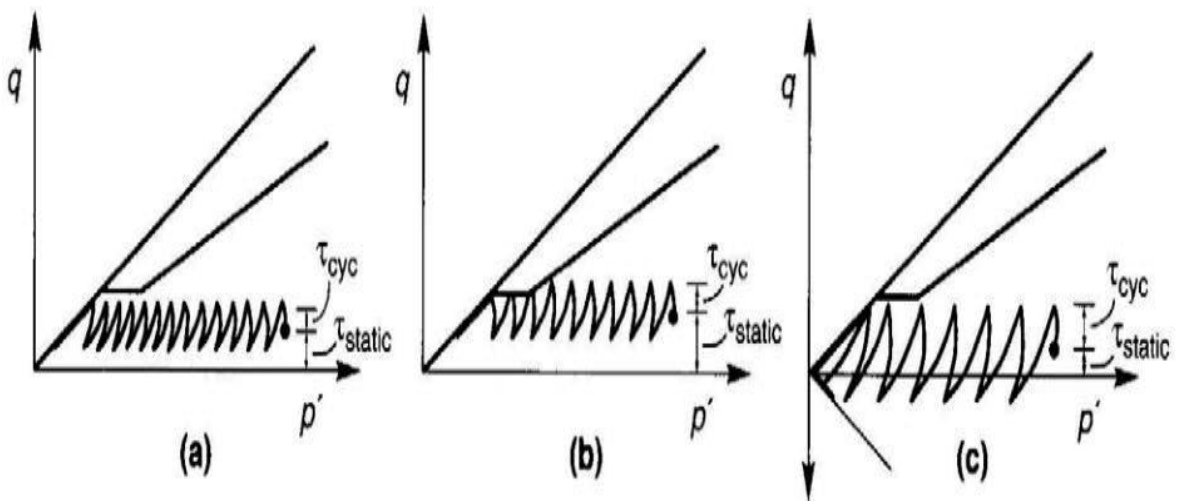 q
τcyc
τstatic
p′
(a)
q
τcyc
τstatic
p′
(b)
q
τcyc
τstatic
p′
(c)